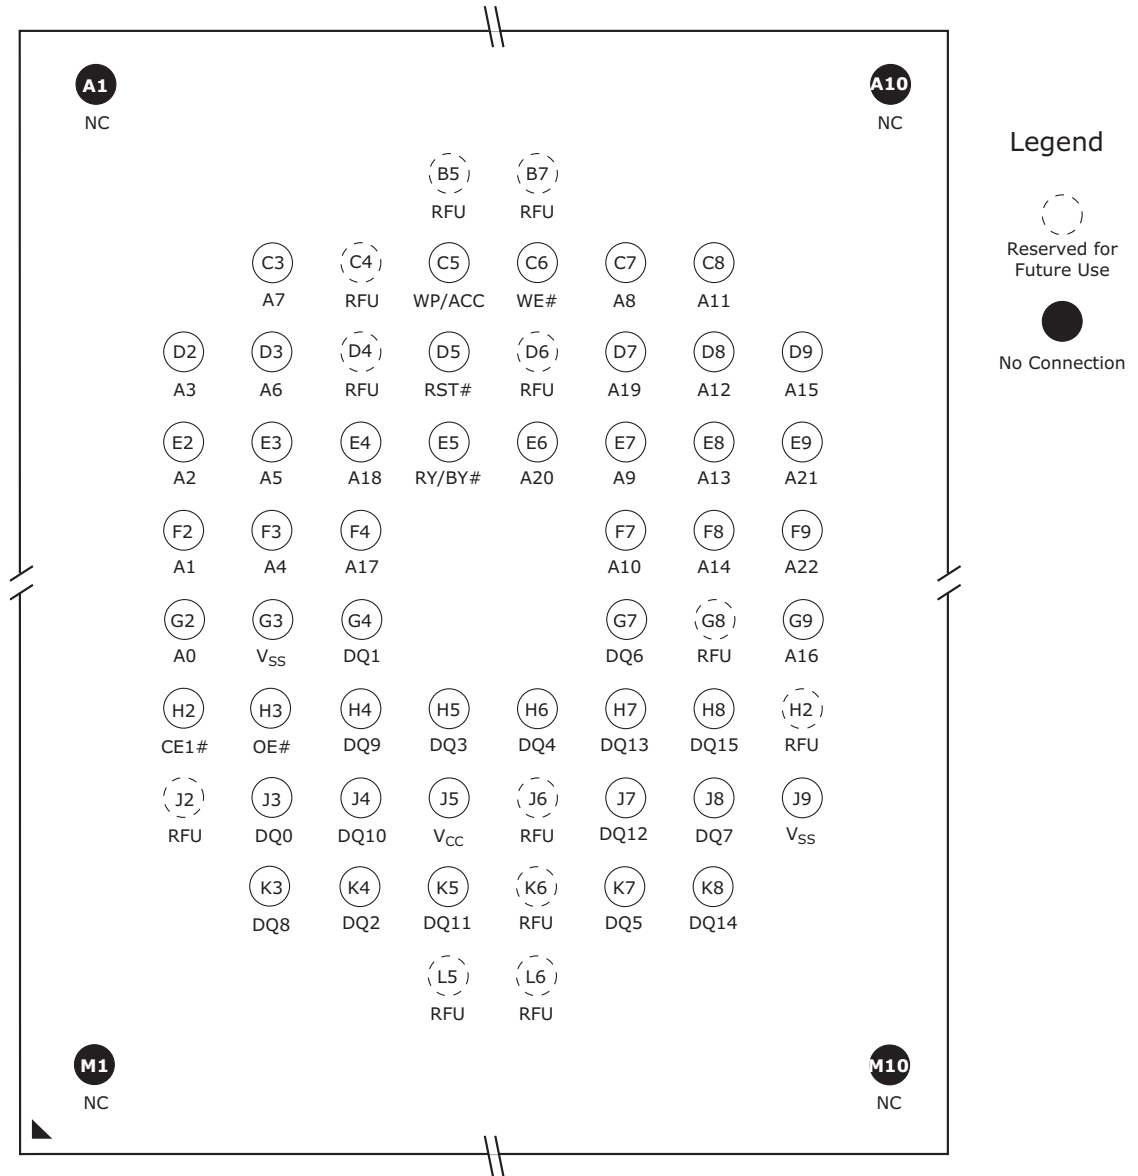 A1 A10
NC NC
Legend
B5 B7
RFU RFU
Reserved for
Future Use
C3 C4 C5 C6 C7 C8
A7 RFU WP/ACC WE# A8 A11
No Connection
D2 D3 D4 D5 D6 D7 D8 D9
A3 A6 RFU RST# RFU A19 A12 A15
E2 E3 E4 E5 E6 E7 E8 E9
A2 A5 A18 RY/BY# A20 A9 A13 A21
F2 F3 F4 F7 F8 F9
A1 A4 A17 A10 A14 A22
G2 G3 G4 G7 G8 G9
A0 VSS DQ1 DQ6 RFU A16
H2 H3 H4 H5 H6 H7 H8 H2
CE1# OE# DQ9 DQ3 DQ4 DQ13 DQ15 RFU
J2 J3 J4 J5 J6 J7 J8 J9
RFU DQ0 DQ10 VCC RFU DQ12 DQ7 VSS
K3 K4 K5 K6 K7 K8
DQ8 DQ2 DQ11 RFU DQ5 DQ14
L5 L6
RFU RFU
M1 M10
NC NC